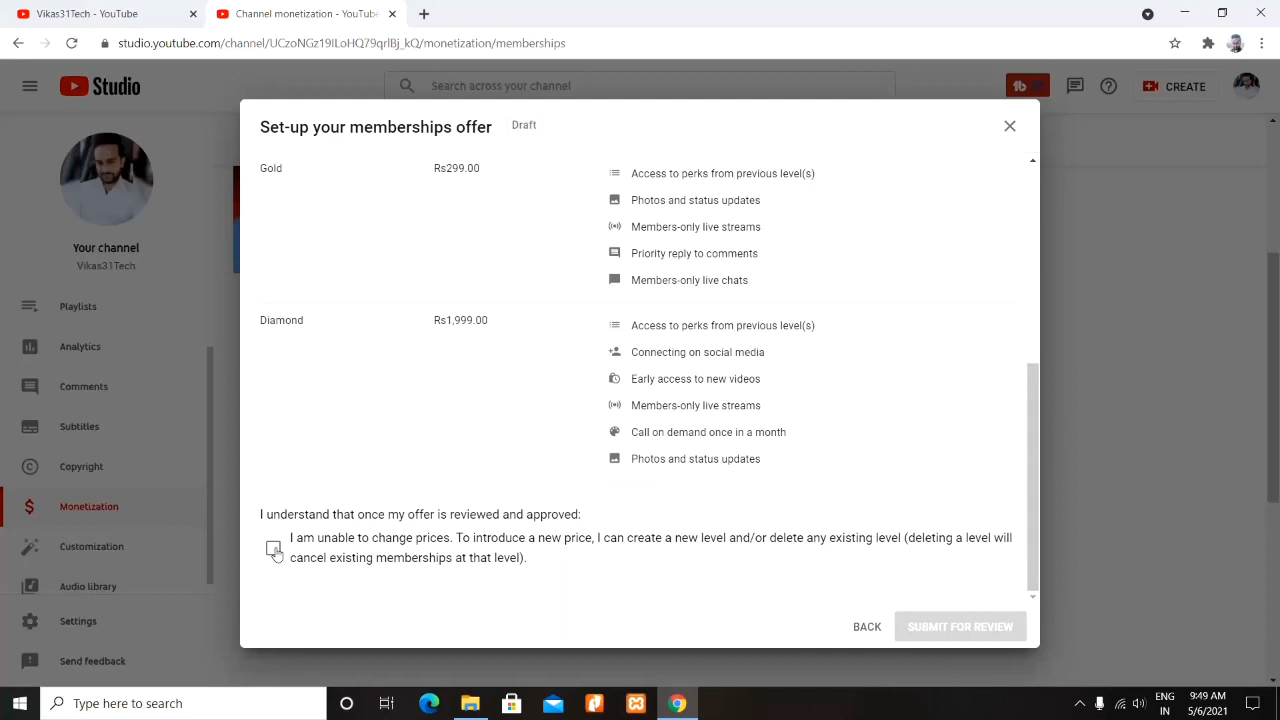 Vikas31Tech
Channel monetization - YouTube
studio.youtube.com/channel/UCzoNGz19ILoHQ79qrlBj_kQ/monetization/memberships
Studio
Search across your channel
CREATE
Set-up your memberships offer
Draft
Gold
Rs299.00
Access to perks from previous level(s)
Photos and status updates
Members-only live streams
Priority reply to comments
Members-only live chats
Diamond
Rs1,999.00
Access to perks from previous level(s)
Connecting on social media
Early access to new videos
Members-only live streams
Call on demand once in a month
Photos and status updates
I understand that once my offer is reviewed and approved:
I am unable to change prices. To introduce a new price, I can create a new level and/or delete any existing level (deleting a level will
cancel existing memberships at that level).
BACK
SUBMIT FOR REVIEW
Your channel
Vikas31Tech
Playlists
Analytics
Comments
Subtitles
Copyright
Monetization
Customization
Audio library
Settings
Send feedback
Type here to search
ENG
IN
9:49 AM
5/6/2021